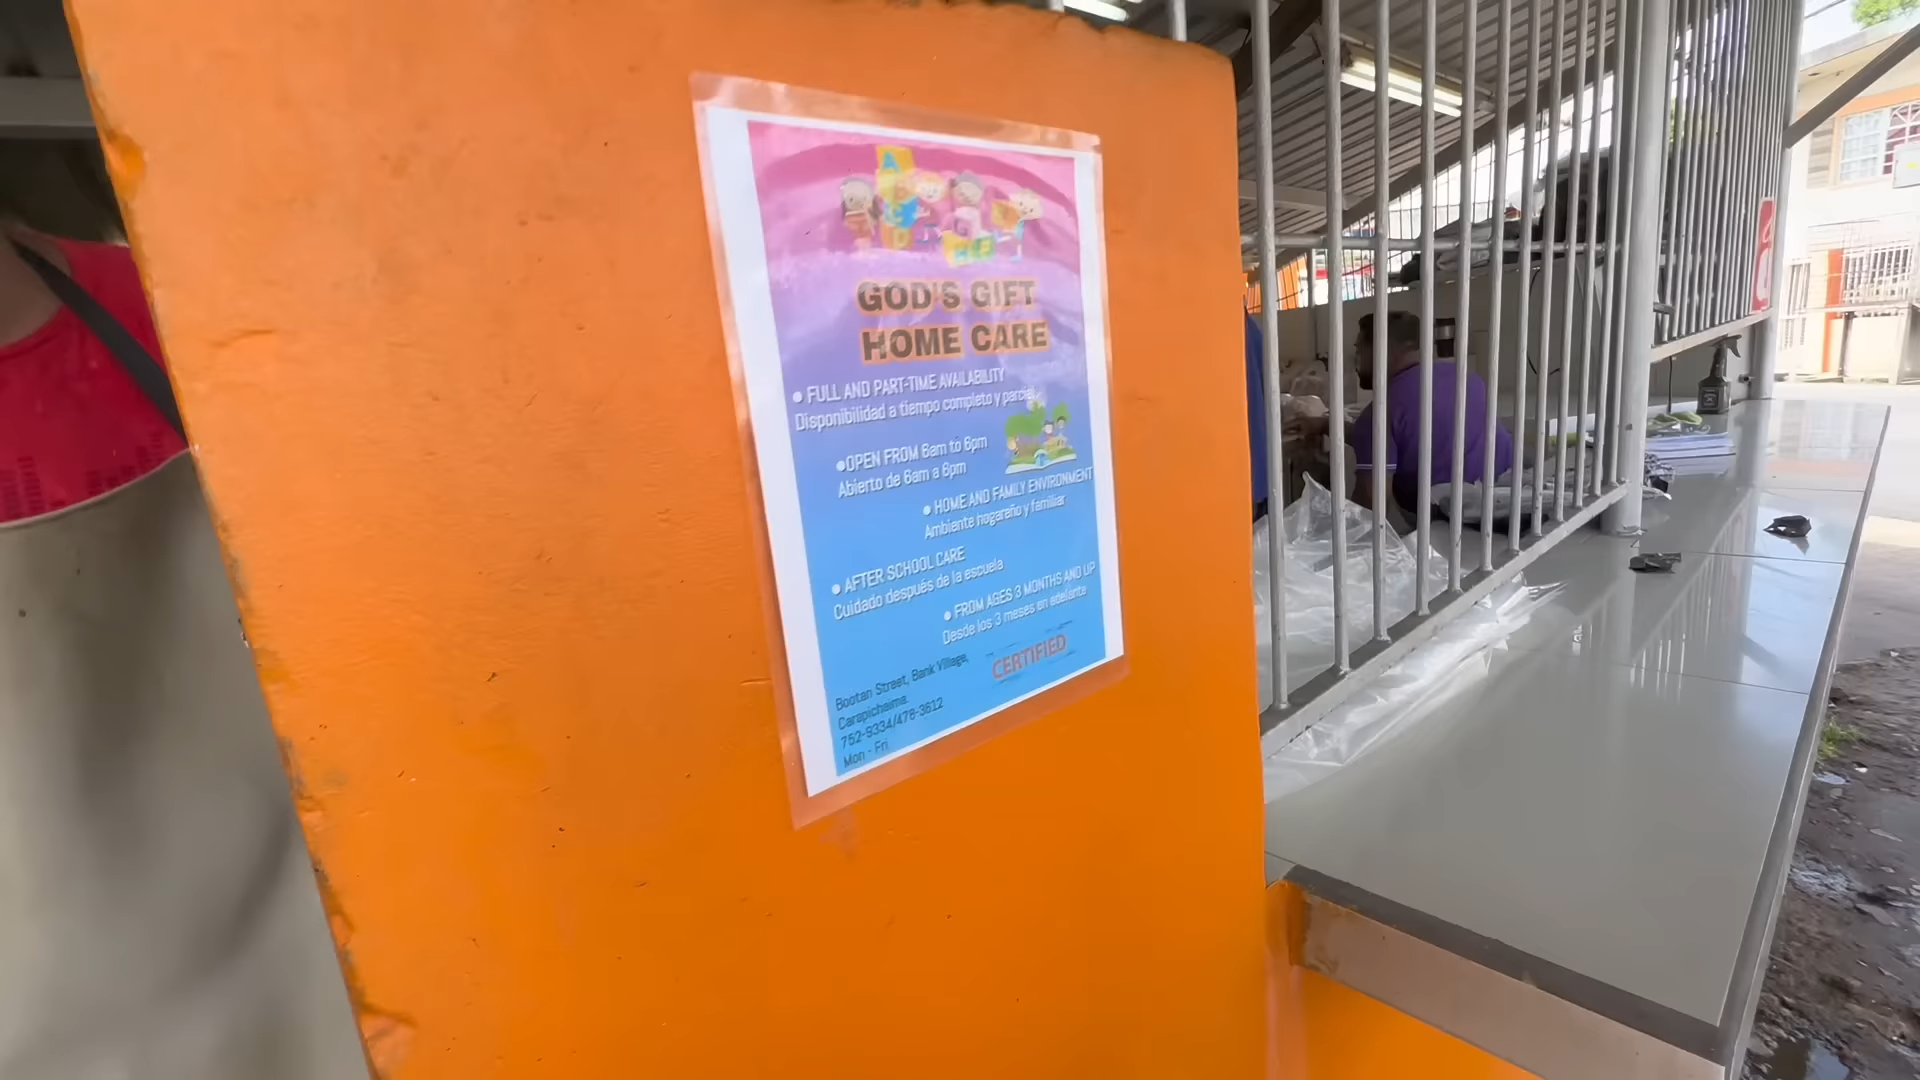 GOD'S GIFT
HOME CARE
• FULL AND PART-TIME AVAILABILITY
Disponibilidad a tiempo completo y parcial
•OPEN FROM 6am to 6pm
Abierto de 6am a 6pm
• HOME AND FAMILY ENVIRONMENT
Ambiente hogareño y familiar
• AFTER SCHOOL CARE
Cuidado después de la escuela
• FROM AGES 3 MONTHS AND UP
Desde los 3 meses en adelante
CERTIFIED
Bootan Street, Bank Village,
Carapichaima.
752-9334/478-3612
Mon - Fri